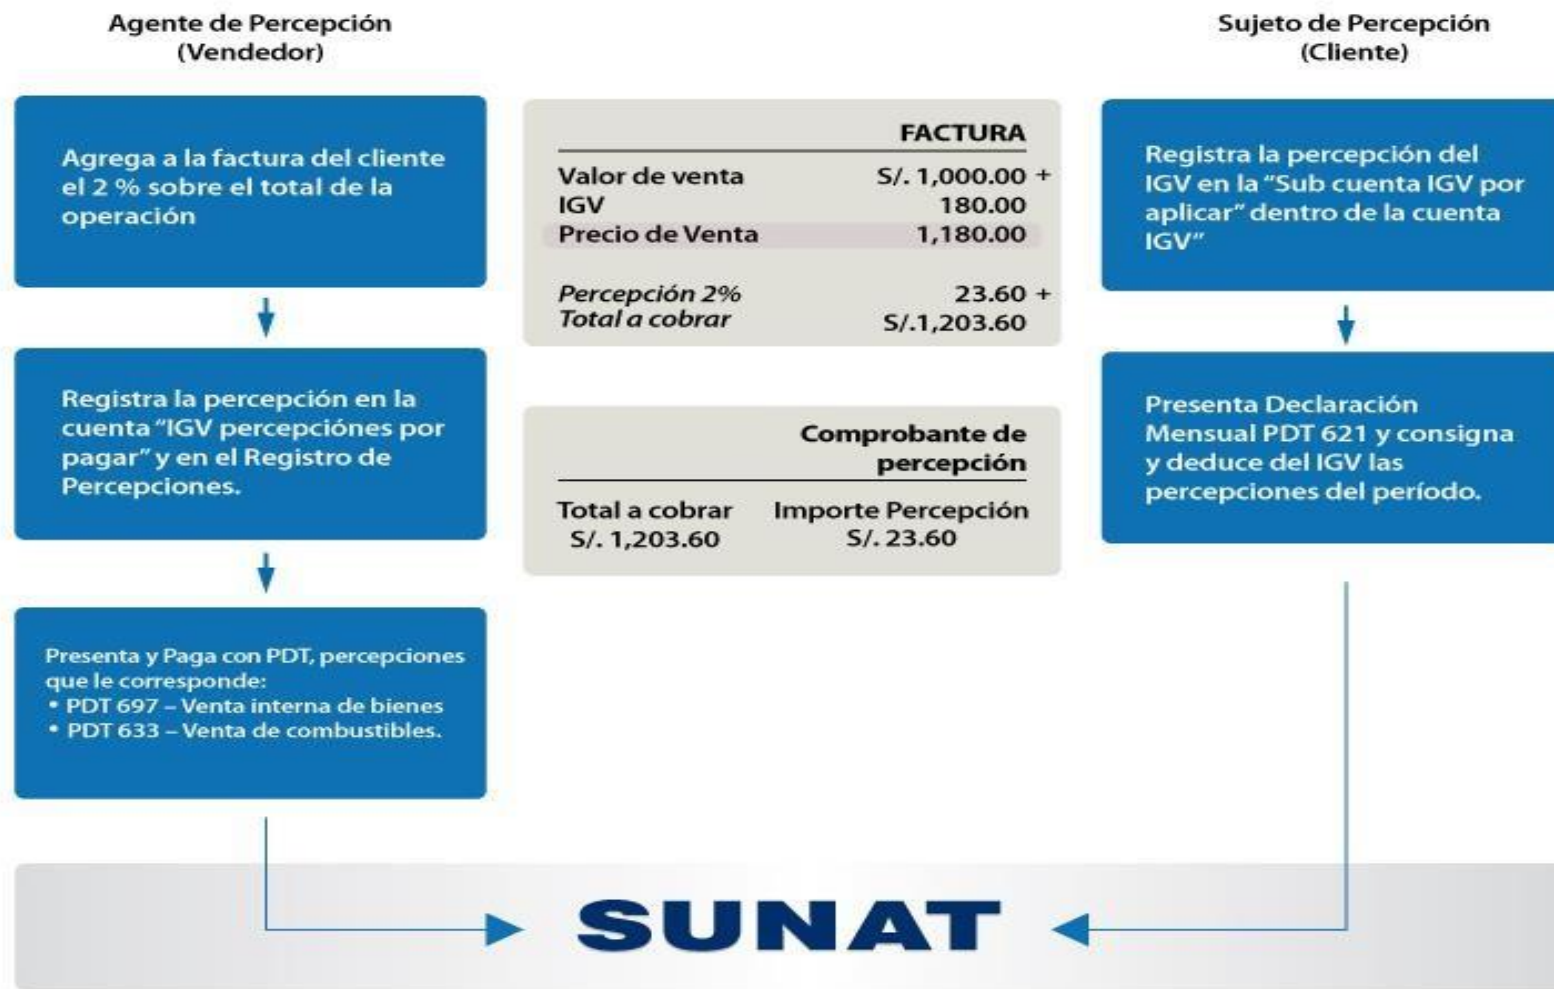 Agente de Percepción
(Vendedor)
Agrega a la factura del cliente
el 2 % sobre el total de la
operación
Registra la percepción en la
cuenta “IGV percepciónes por
pagar” y en el Registro de
Percepciones.
Presenta y Paga con PDT, percepciones
que le corresponde:
• PDT 697 – Venta interna de bienes
• PDT 633 – Venta de combustibles.
FACTURA
Valor de venta S/. 1,000.00 +
IGV 180.00
Precio de Venta 1,180.00
Percepción 2% 23.60 +
Total a cobrar S/.1,203.60
Comprobante de
percepción
Total a cobrar Importe Percepción
S/. 1,203.60 S/. 23.60
Sujeto de Percepción
(Cliente)
Registra la percepción del
IGV en la “Sub cuenta IGV por
aplicar” dentro de la cuenta
IGV”
Presenta Declaración
Mensual PDT 621 y consigna
y deduce del IGV las
percepciones del período.
SUNAT